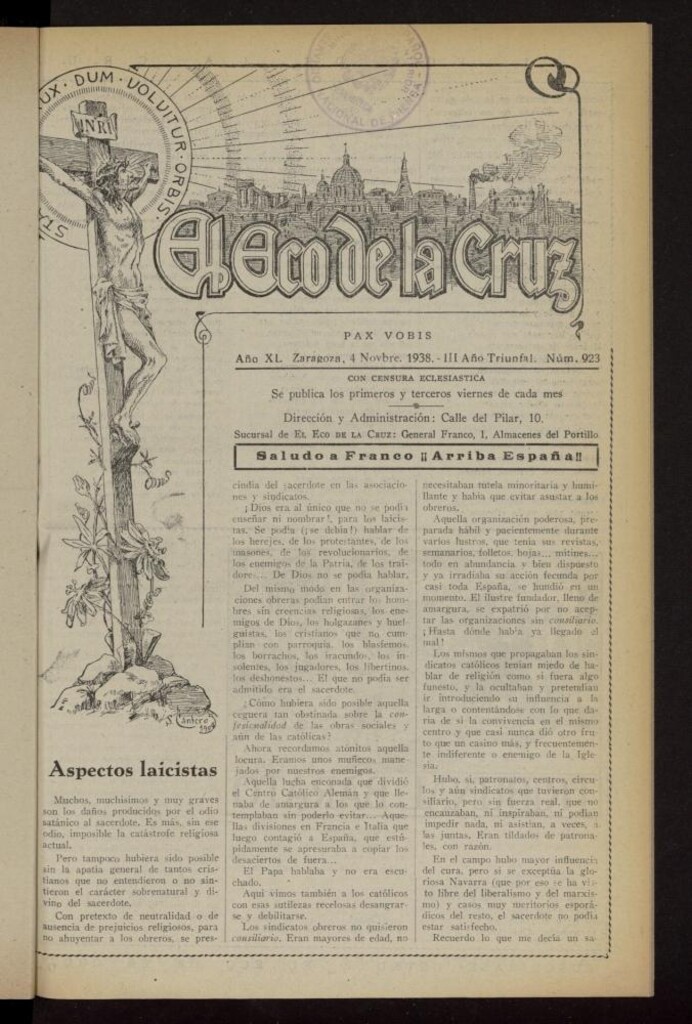 UX · DUM · VOLVITUR · ORBIS
STA
INRI
El Eco de la Cruz
PAX VOBIS
Año XI. Zaragoza, 4 Novbre. 1938. - III Año Triunfal. Núm. 923
CON CENSURA ECLESIASTICA
Se publica los primeros y terceros viernes de cada mes
Dirección y Administración: Calle del Pilar, 10.
Sucursal de EL ECO DE LA CRUZ: General Franco, 1, Almacenes del Portillo
Saludo a Franco ¡¡Arriba España!!
Aspectos laicistas
Muchos, muchísimos y muy graves
son los daños producidos por el odio
satánico al sacerdote. Es más, sin ese
odio, imposible la catástrofe religiosa
actual.
Pero tampoco hubiera sido posible
sin la apatía general de tantos cris-
tianos que no entendieron o no sin-
tieron el carácter sobrenatural y di-
vino del sacerdote.
Con pretexto de neutralidad o de
ausencia de prejuicios religiosos, para
no ahuyentar a los obreros, se pres-
cindía del sacerdote en las asociacio-
nes y sindicatos.
¡Dios era al único que no se podía
enseñar ni nombrar!, para los laicis-
tas. Se podía (¡se debía!) hablar de
los herejes, de los protestantes, de los
masones, de los revolucionarios, de
los enemigos de la Patria, de los trai-
dores... De Dios no se podía hablar.
Del mismo modo en las organiza-
ciones obreras podían entrar los hom-
bres sin creencias religiosas, los ene-
migos de Dios, los holgazanes y huel-
guistas, los cristianos que no cum-
plían con parroquia, los blasfemos,
los borrachos, los iracundos, los in-
solentes, los jugadores, los libertinos,
los deshonestos... El que no podía ser
admitido era el sacerdote.
¿Cómo hubiera sido posible aquella
ceguera tan obstinada sobre la con-
fesionalidad de las obras sociales y
aún de las católicas?
Ahora recordamos atónitos aquella
locura. Eramos unos muñecos mane-
jados por nuestros enemigos.
Aquella lucha enconada que dividió
el Centro Católico Alemán y que lle-
naba de amargura a los que lo con-
templaban sin poderlo evitar... Aque-
llas divisiones en Francia e Italia que
luego contagió a España, que estú-
pidamente se apresuraba a copiar los
desaciertos de fuera...
El Papa hablaba y no era escu-
chado.
Aquí vimos también a los católicos
con esas sutilezas recelosas desangrar-
se y debilitarse.
Los sindicatos obreros no quisieron
consiliario. Eran mayores de edad, no
necesitaban tutela minoritaria y humi-
llante y había que evitar asustar a los
obreros.
Aquella organización poderosa, pre-
parada hábil y pacientemente durante
varios lustros, que tenía sus revistas,
semanarios, folletos, hojas... mítines...
todo en abundancia y bien dispuesto
y ya irradiaba su acción fecunda por
casi toda España, se hundió en un
momento. El ilustre fundador, lleno de
amargura, se expatrió por no acep-
tar las organizaciones sin consiliario.
¡Hasta dónde había ya llegado el
mal!
Los mismos que propagaban los sin-
dicatos católicos tenían miedo de ha-
blar de religión como si fuera algo
funesto, y la ocultaban y pretendían
ir introduciendo su influencia a la
larga o contentándose con lo que da-
ría de sí la convivencia en el mismo
centro y que casi nunca dió otro fru-
to que un casino más, y frecuentemen-
te indiferente o enemigo de la Igle-
sia.
Hubo, sí, patronatos, centros, círcu-
los y aún sindicatos que tuvieron con-
siliario, pero sin fuerza real, que no
encauzaban, ni inspiraban, ni podían
impedir nada, ni asistían, a veces, a
las juntas. Eran tildados de patrona-
les, con razón.
En el campo hubo mayor influencia
del cura, pero si se exceptúa la glo-
riosa Navarra (que por eso se ha vis-
to libre del liberalismo y del marxis-
mo) y casos muy meritorios esporá-
dicos del resto, el sacerdote no podía
estar satisfecho.
Recuerdo lo que me decía un sa-